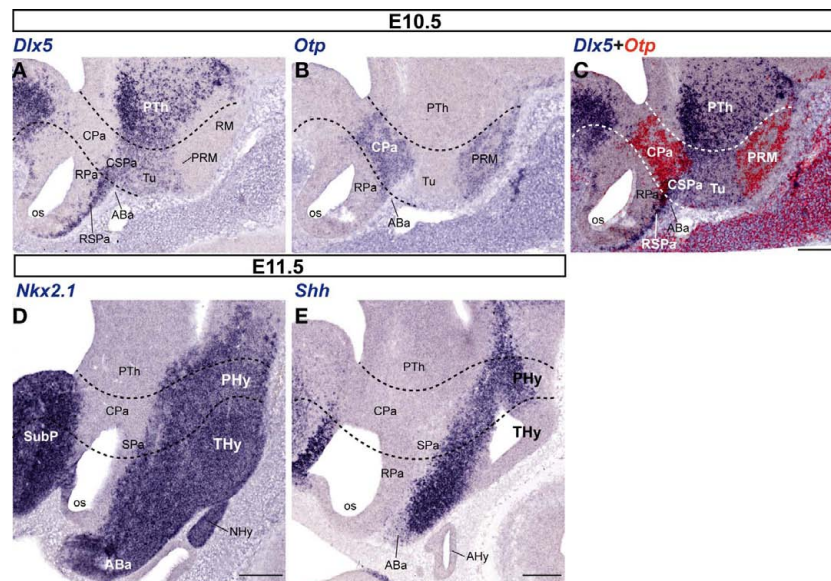 E10.5
Dlx5
Otp
Dlx5+Otp
A
PTh
CPa
RM
CSPa
PRM
RPa
Tu
ABa
os
RSPa
B
PTh
CPa
PRM
RPa
Tu
ABa
os
C
PTh
CPa
PRM
CSPa
Tu
RPa
ABa
os
RSPa
E11.5
Nkx2.1
Shh
D
PTh
PHy
CPa
SubP
SPa
THy
os
NHy
ABa
E
PTh
PHy
CPa
THy
SPa
RPa
os
ABa
AHy